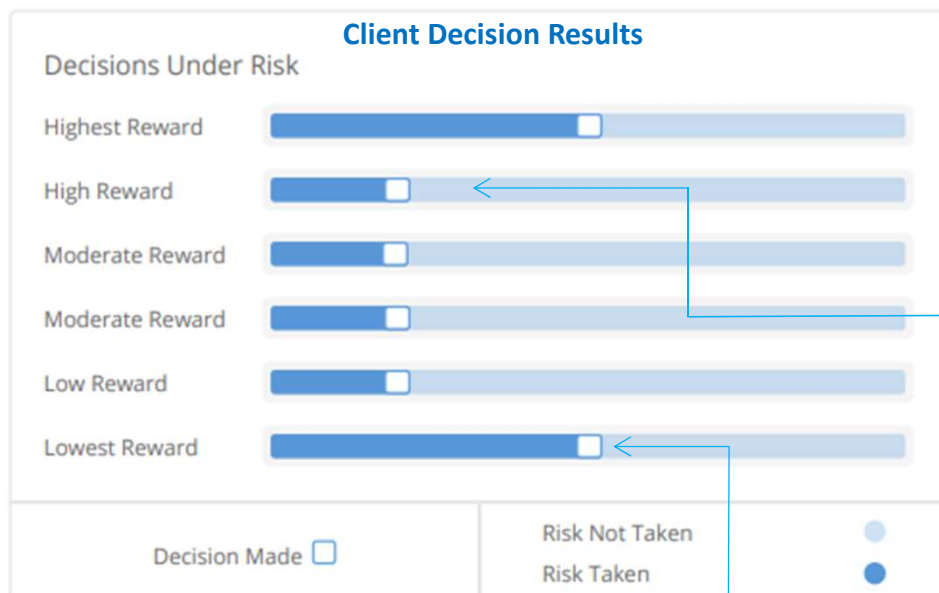 Client Decision Results
Decisions Under Risk
Highest Reward
High Reward
Moderate Reward
Moderate Reward
Low Reward
Lowest Reward
Decision Made
Risk Not Taken
Risk Taken